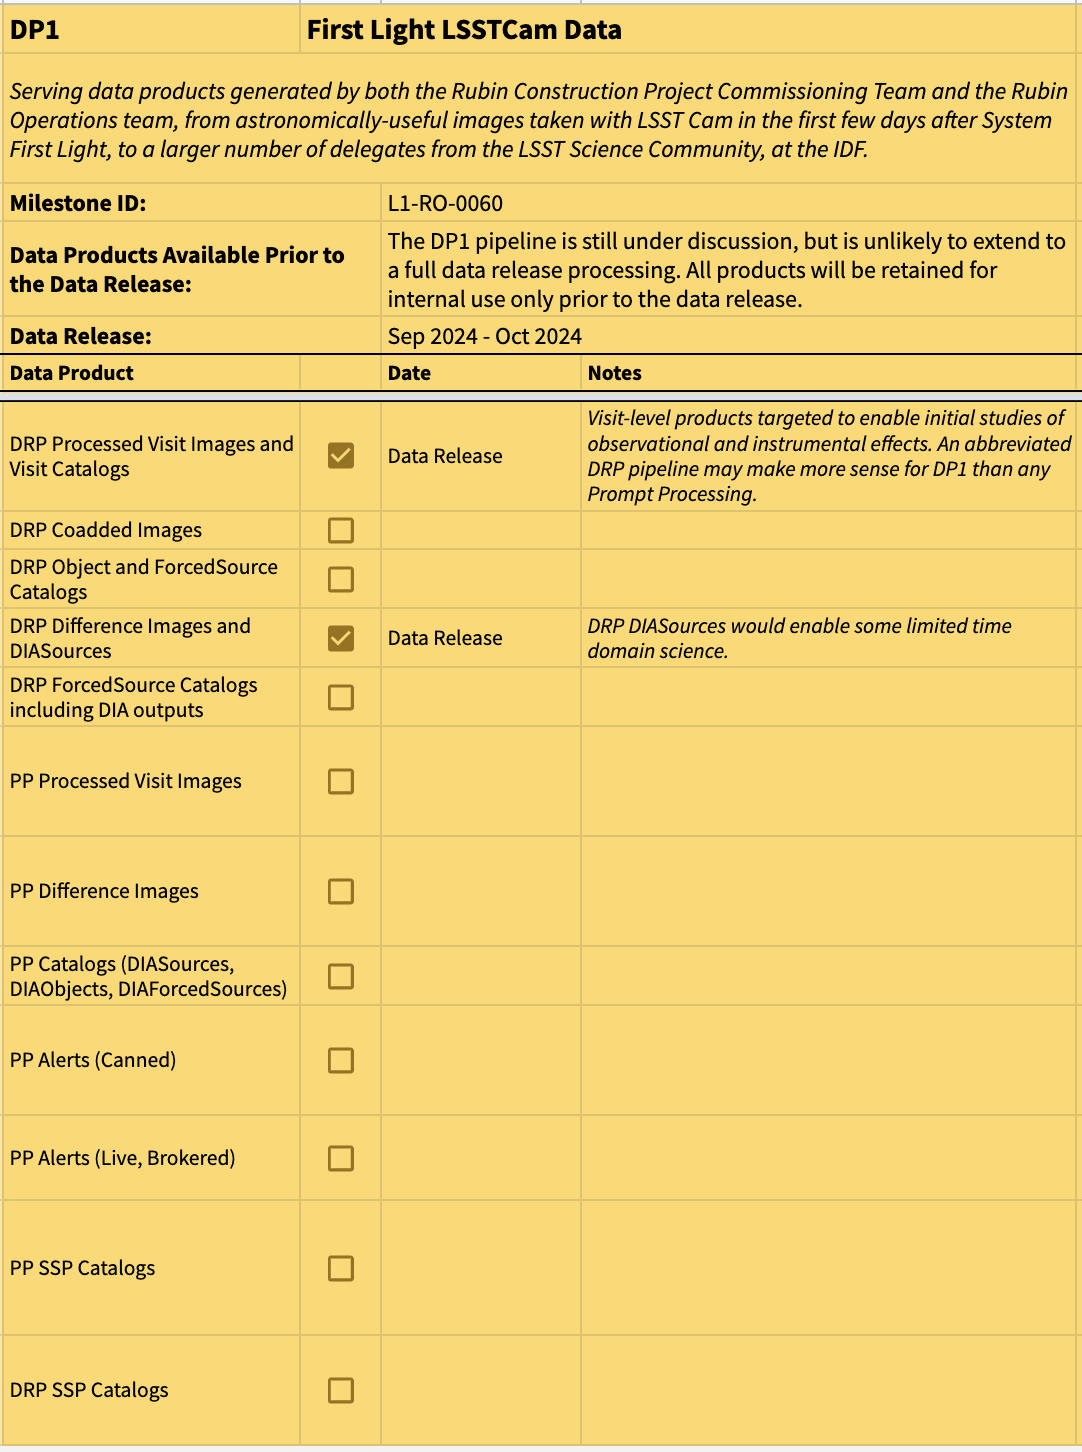 DP1 First Light LSSTCam Data
Serving data products generated by both the Rubin Construction Project Commissioning Team and the Rubin
Operations team, from astronomically-useful images taken with LSST Cam in the first few days after System
First Light, to a larger number of delegates from the LSST Science Community, at the IDF.
Milestone ID: L1-RO-0060
Data Products Available Prior to
the Data Release:
The DP1 pipeline is still under discussion, but is unlikely to extend to
a full data release processing. All products will be retained for
internal use only prior to the data release.
Data Release: Sep 2024 - Oct 2024
Data Product Date Notes
DRP Processed Visit Images and
Visit Catalogs
Data Release
Visit-level products targeted to enable initial studies of
observational and instrumental effects. An abbreviated
DRP pipeline may make more sense for DP1 than any
Prompt Processing.
DRP Coadded Images
DRP Object and ForcedSource
Catalogs
DRP Difference Images and
DIASources
Data Release
DRP DIASources would enable some limited time
domain science.
DRP ForcedSource Catalogs
including DIA outputs
PP Processed Visit Images
PP Difference Images
PP Catalogs (DIASources,
DIAObjects, DIAForcedSources)
PP Alerts (Canned)
PP Alerts (Live, Brokered)
PP SSP Catalogs
DRP SSP Catalogs